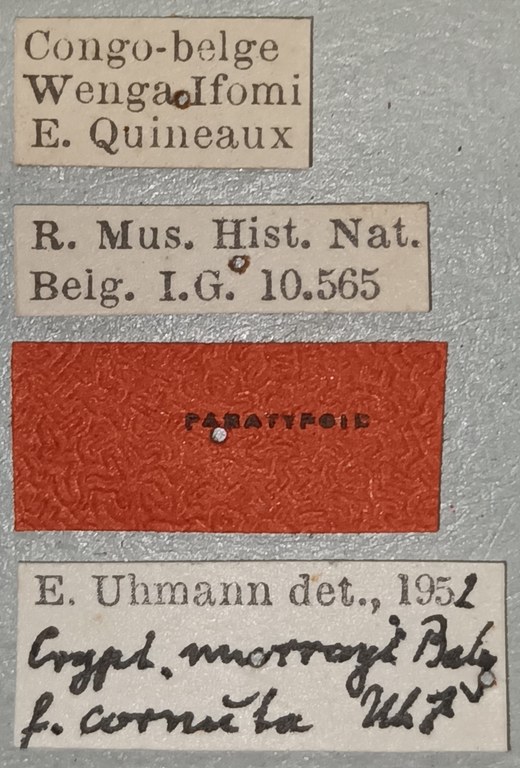 Congo-belge
Wenga-Ifomi
E. Quineaux
R. Mus. Hist. Nat.
Belg. I.G. 10.565
PARATYPOID
E. Uhmann det., 1952
Crypt. murrayi Baly
f. cornuta Uh